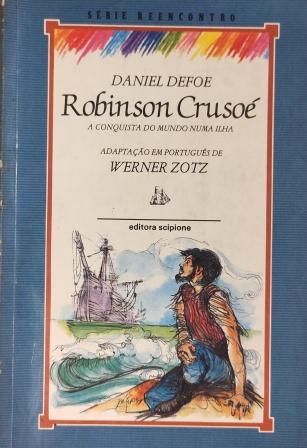 SÉRIE REENCONTRO
DANIEL DEFOE
Robinson Crusoé
A CONQUISTA DO MUNDO NUMA ILHA
ADAPTAÇÃO EM PORTUGUÊS DE
WERNER ZOTZ
editora scipione